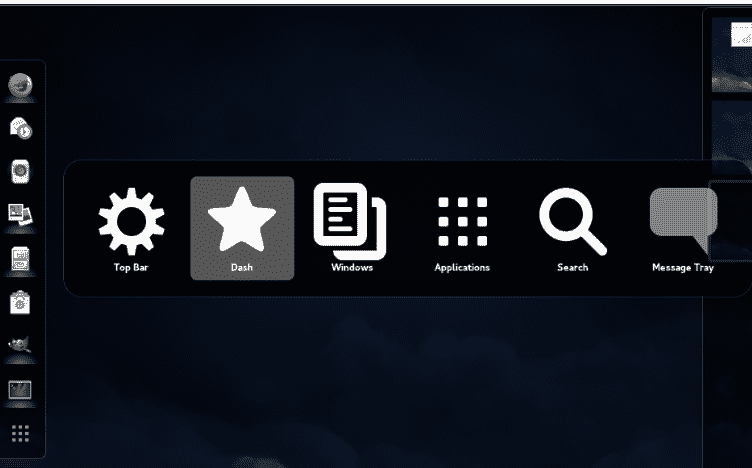 Top Bar
Dash
Windows
Applications
Search
Message Tray